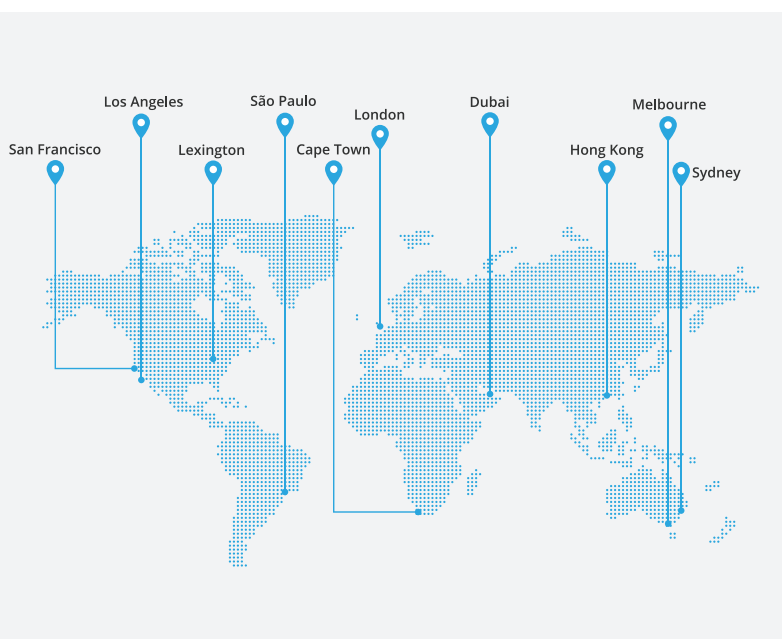 Los Angeles
São Paulo
London
Dubai
Melbourne
San Francisco
Lexington
Cape Town
Hong Kong
Sydney